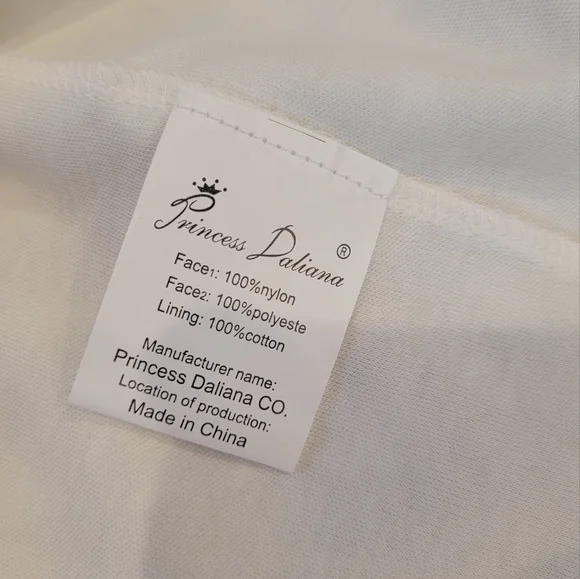 Princess Daliana ®
Face1: 100%nylon
Face2: 100%polyeste
Lining: 100%cotton
Manufacturer name:
Princess Daliana CO.
Location of production:
Made in China